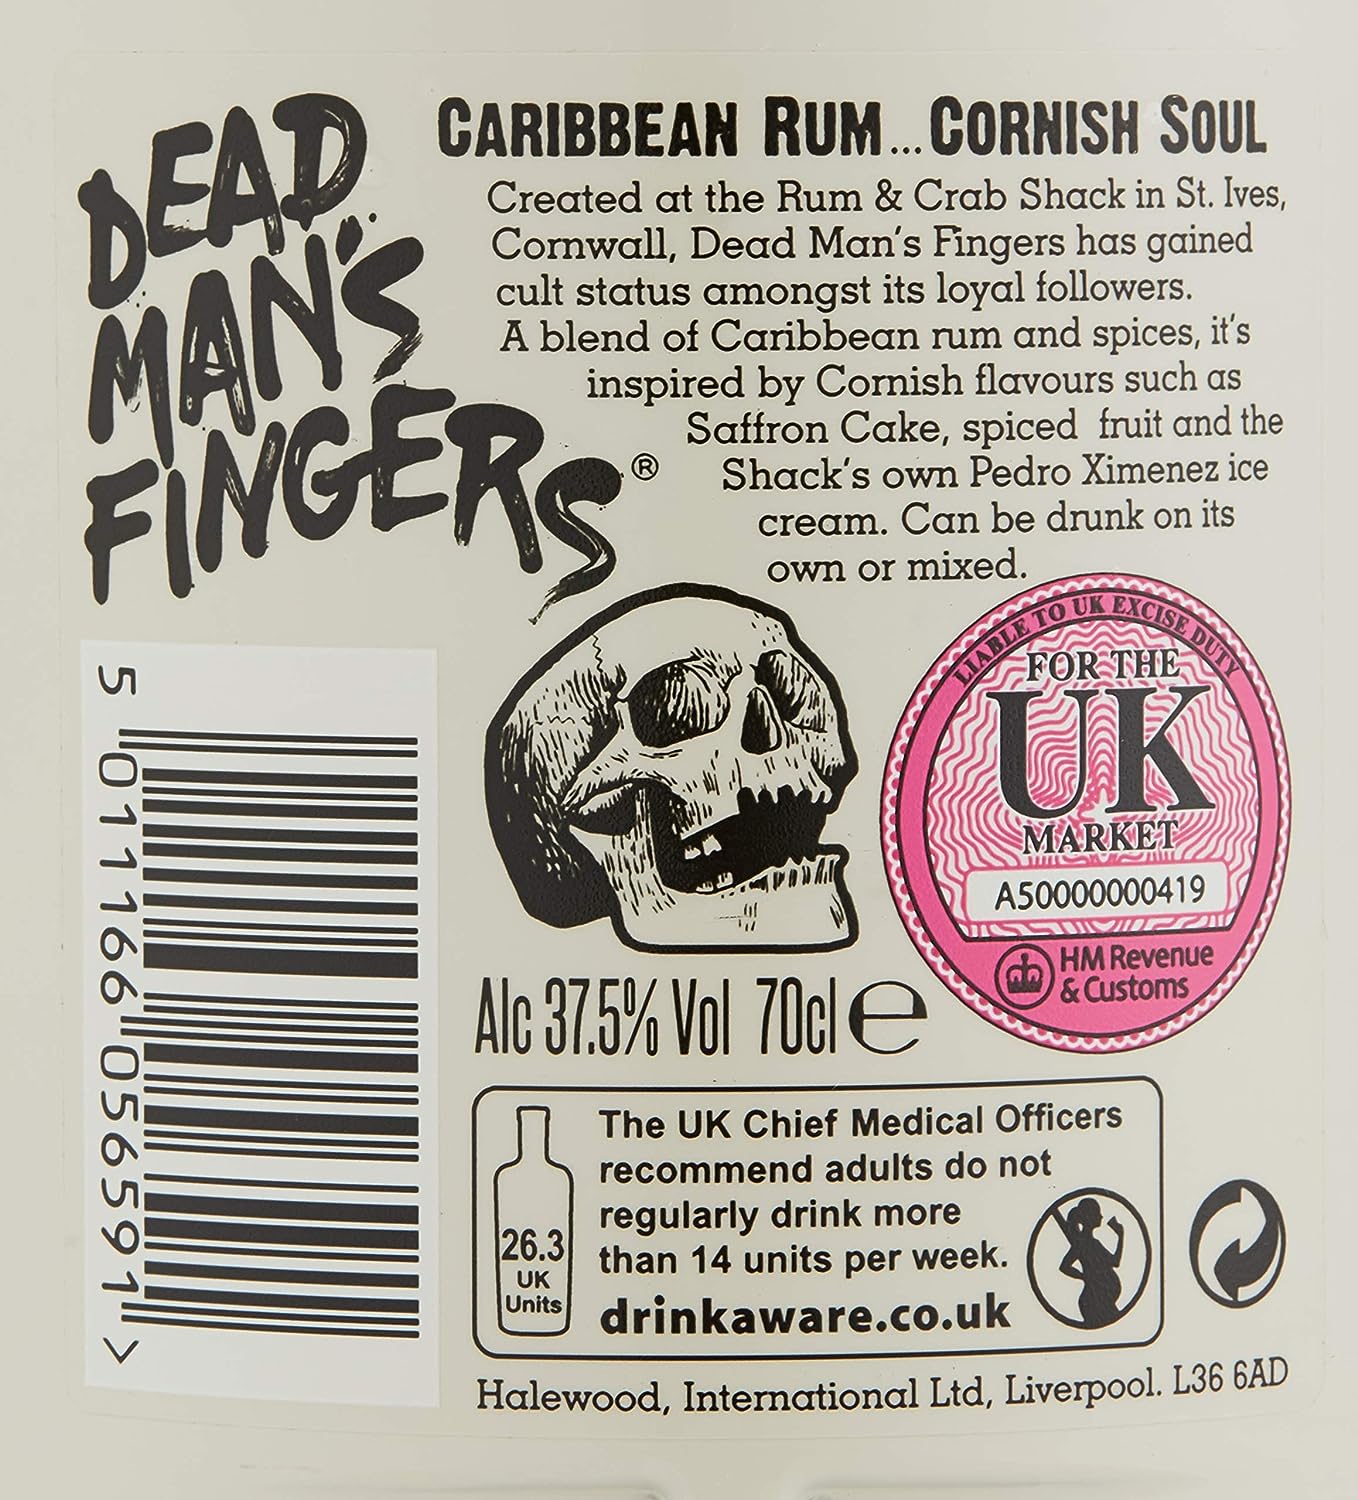 DEAD
MAN'S
FINGERS®
CARIBBEAN RUM... CORNISH SOUL
Created at the Rum & Crab Shack in St. Ives,
Cornwall, Dead Man's Fingers has gained
cult status amongst its loyal followers.
A blend of Caribbean rum and spices, it's
inspired by Cornish flavours such as
Saffron Cake, spiced fruit and the
Shack's own Pedro Ximenez ice
cream. Can be drunk on its
own or mixed.
LIABLE TO UK EXCISE DUTY
FOR THE
UK
MARKET
A50000000419
HM Revenue
& Customs
5 011166 056591 >
Alc 37.5% Vol 70cl e
26.3
UK
Units
The UK Chief Medical Officers
recommend adults do not
regularly drink more
than 14 units per week.
drinkaware.co.uk
Halewood, International Ltd, Liverpool. L36 6AD